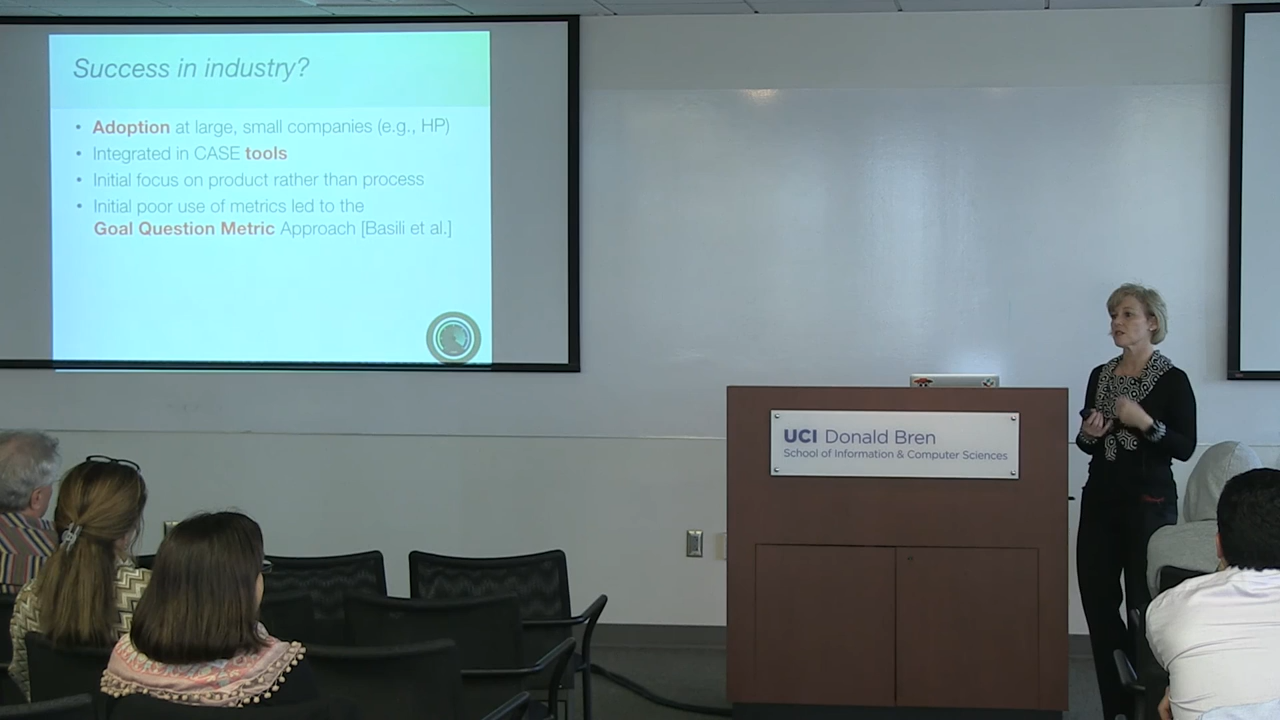 Success in industry?
• Adoption at large, small companies (e.g., HP)
• Integrated in CASE tools
• Initial focus on product rather than process
• Initial poor use of metrics led to the
Goal Question Metric Approach [Basili et al.]
UCI Donald Bren
School of Information & Computer Sciences